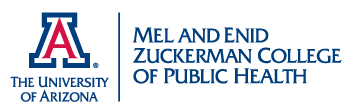 A
THE UNIVERSITY
OF ARIZONA
MEL AND ENID
ZUCKERMAN COLLEGE
OF PUBLIC HEALTH